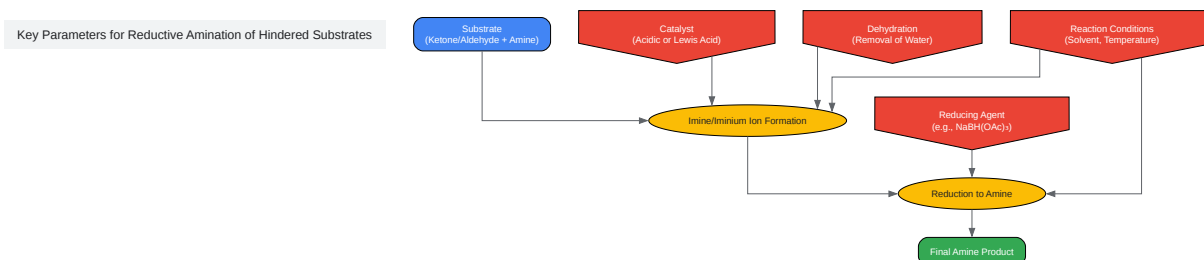 Key Parameters for Reductive Amination of Hindered Substrates
Substrate
(Ketone/Aldehyde + Amine)
Catalyst
(Acidic or Lewis Acid)
Dehydration
(Removal of Water)
Reaction Conditions
(Solvent, Temperature)
Imine/Iminium Ion Formation
Reducing Agent
(e.g., NaBH(OAc)₃)
Reduction to Amine
Final Amine Product